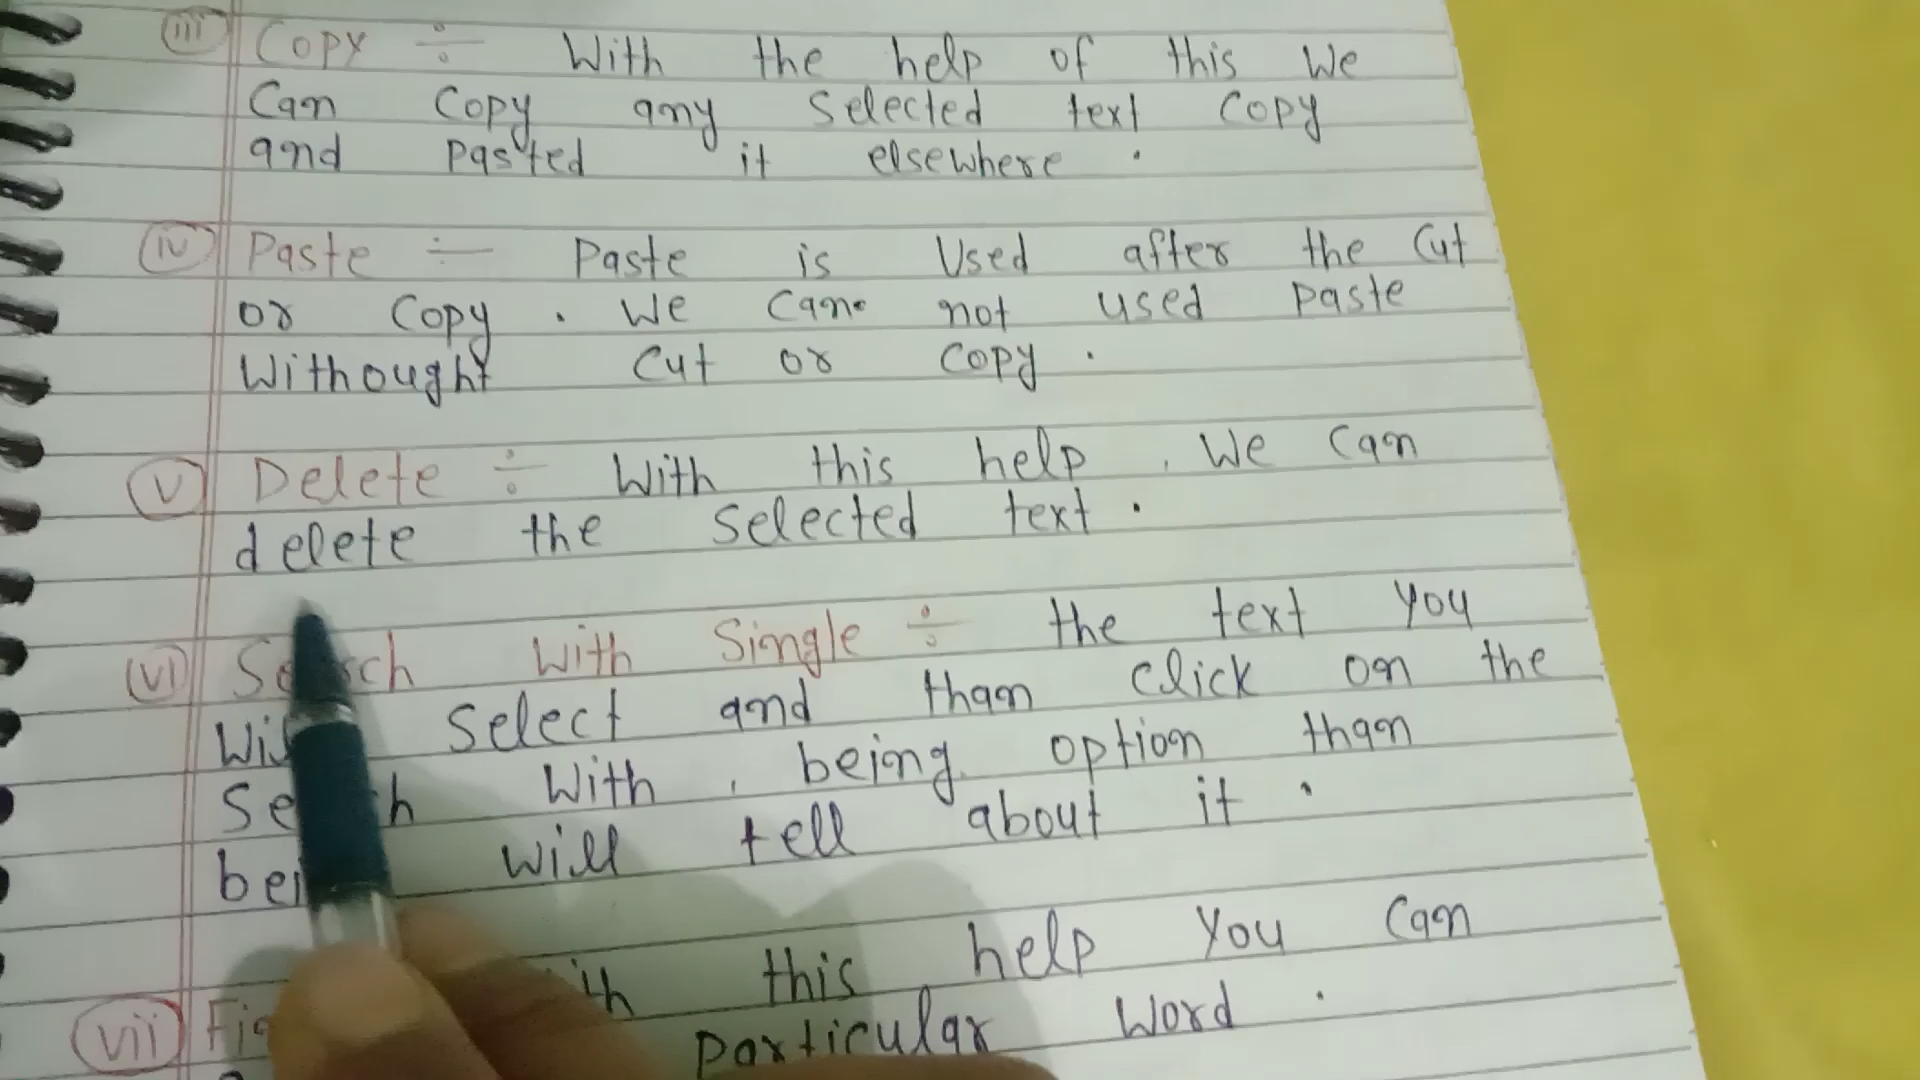 iii Copy ÷ With the help of this We
Can Copy any Selected text Copy
and pasted it elsewhere .
iv Paste ÷ Paste is Used after the Cut
or Copy . We Cane not used paste
Withought Cut or Copy .
v Delete ÷ With this help . We Can
delete the Selected text .
vi With Single ÷ the text you
Select and than click on the
With , being option than
will tell about it .
vii this help you Can
particular Word .